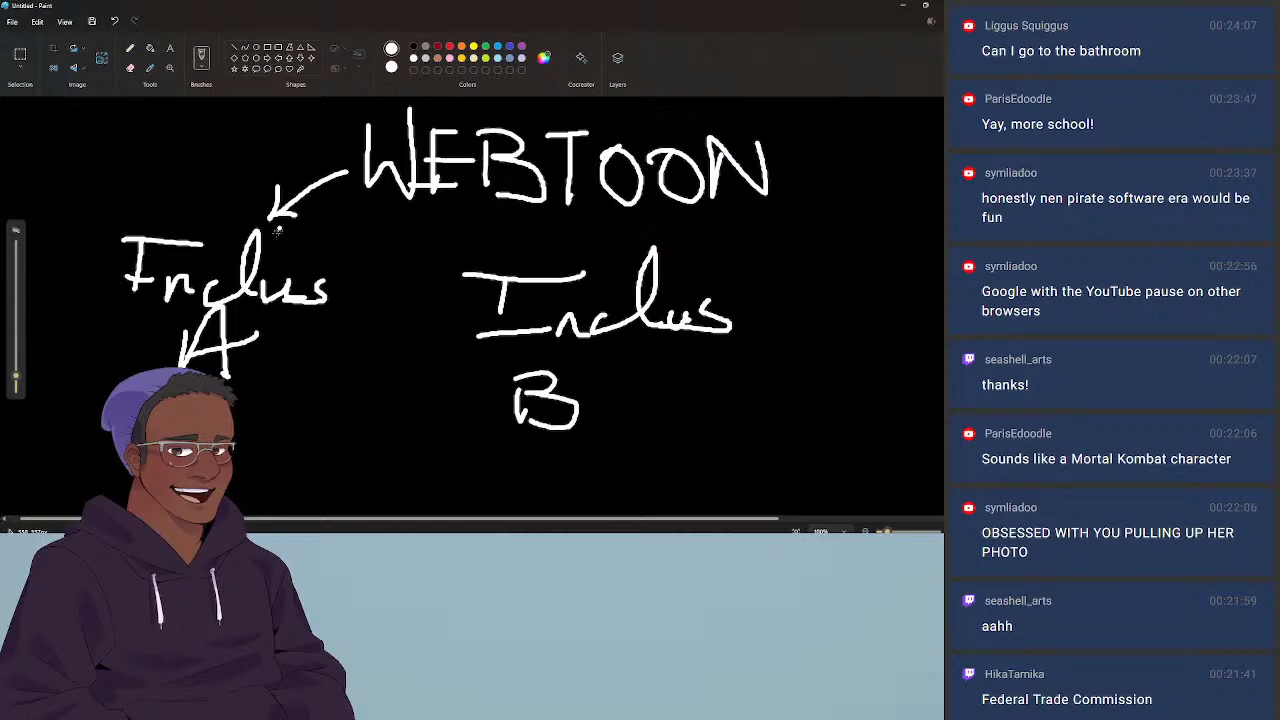 Untitled - Paint
File Edit View
Image Tools Brushes Shapes Colors Cocreator Layers
WEBTOON
Inclus
A
Inclus
B
100%
Liggus Squiggus 00:24:07
Can I go to the bathroom
ParisEdoodle 00:23:47
Yay, more school!
symliadoo 00:23:37
honestly nen pirate software era would be
fun
symliadoo 00:22:56
Google with the YouTube pause on other
browsers
seashell_arts 00:22:07
thanks!
ParisEdoodle 00:22:06
Sounds like a Mortal Kombat character
symliadoo 00:22:06
OBSESSED WITH YOU PULLING UP HER
PHOTO
seashell_arts 00:21:59
aahh
HikaTamika 00:21:41
Federal Trade Commission